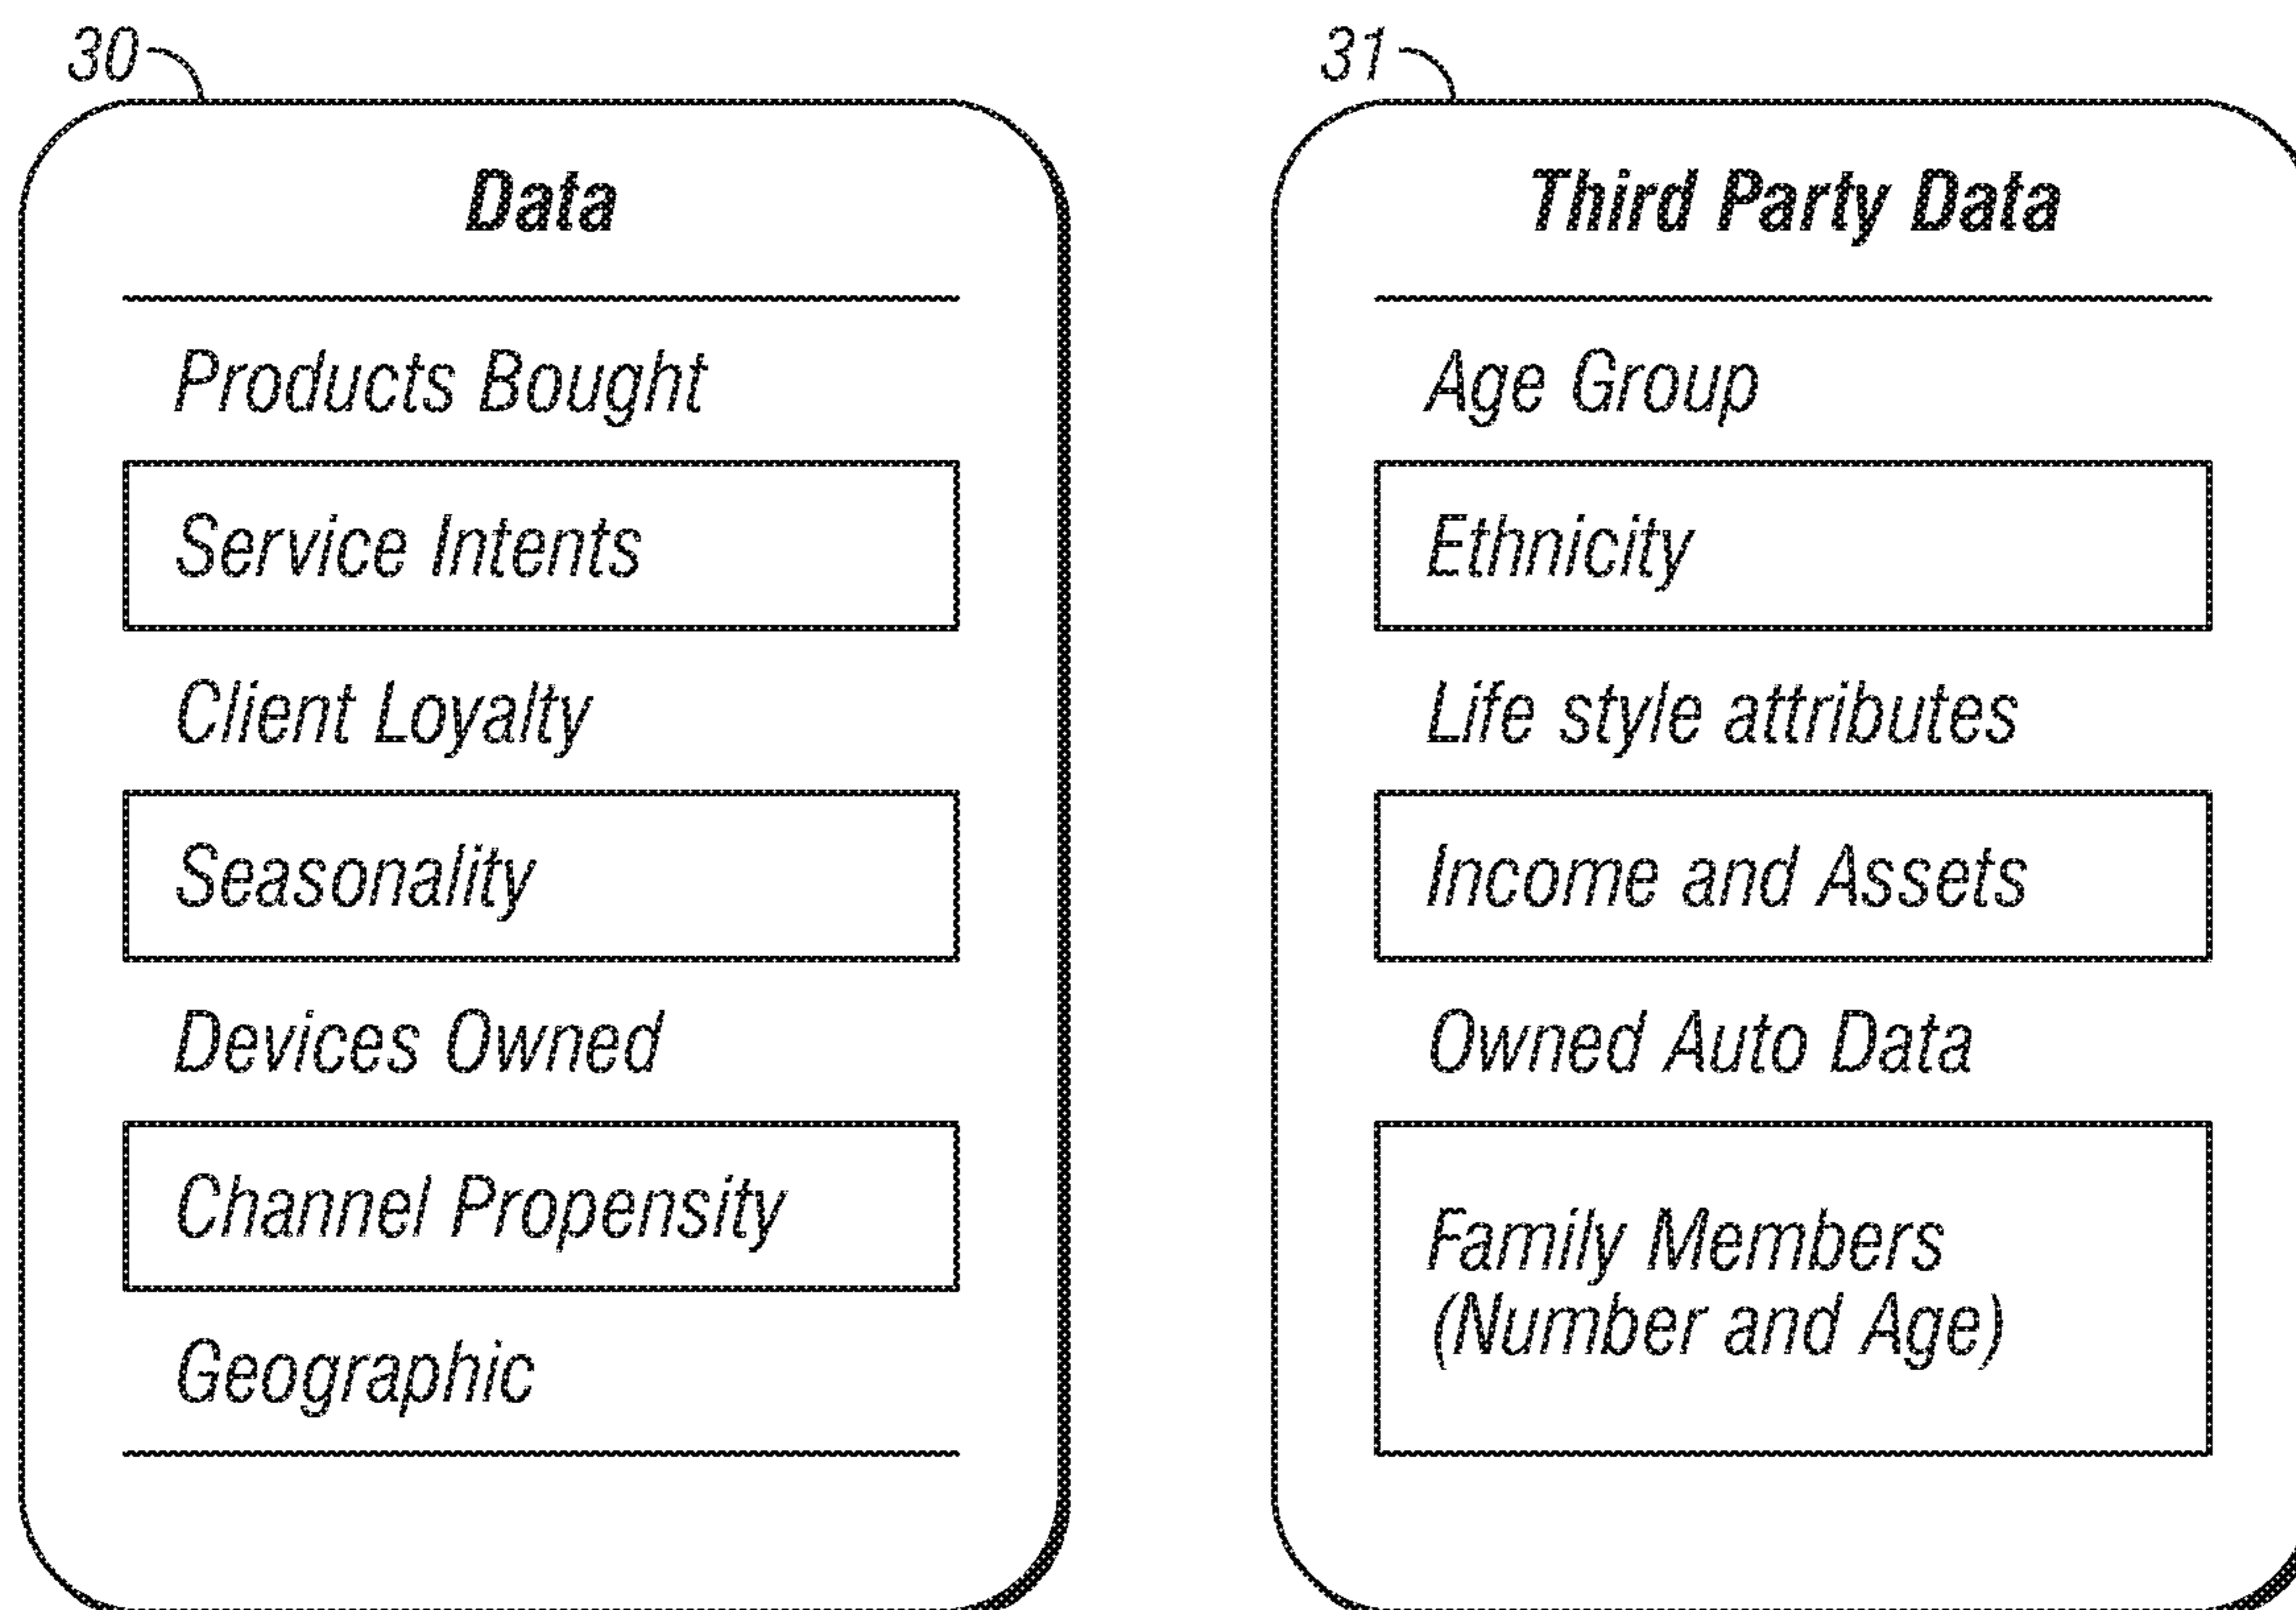 30
Data
Products Bought
Service Intents
Client Loyalty
Seasonality
Devices Owned
Channel Propensity
Geographic
31
Third Party Data
Age Group
Ethnicity
Life style attributes
Income and Assets
Owned Auto Data
Family Members
(Number and Age)